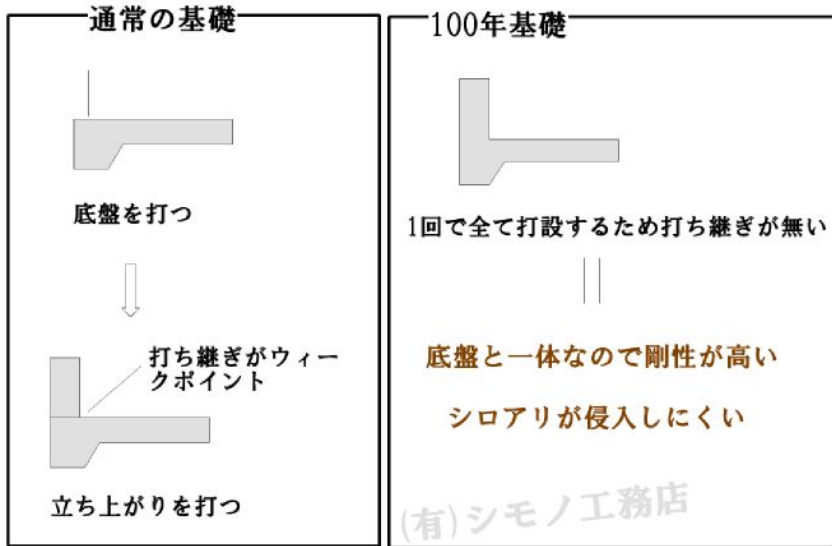 通常の基礎
底盤を打つ
打ち継ぎがウィー
クポイント
立ち上がりを打つ
100年基礎
1回で全て打設するため打ち継ぎが無い
底盤と一体なので剛性が高い
シロアリが侵入しにくい
(有)シモノ工務店